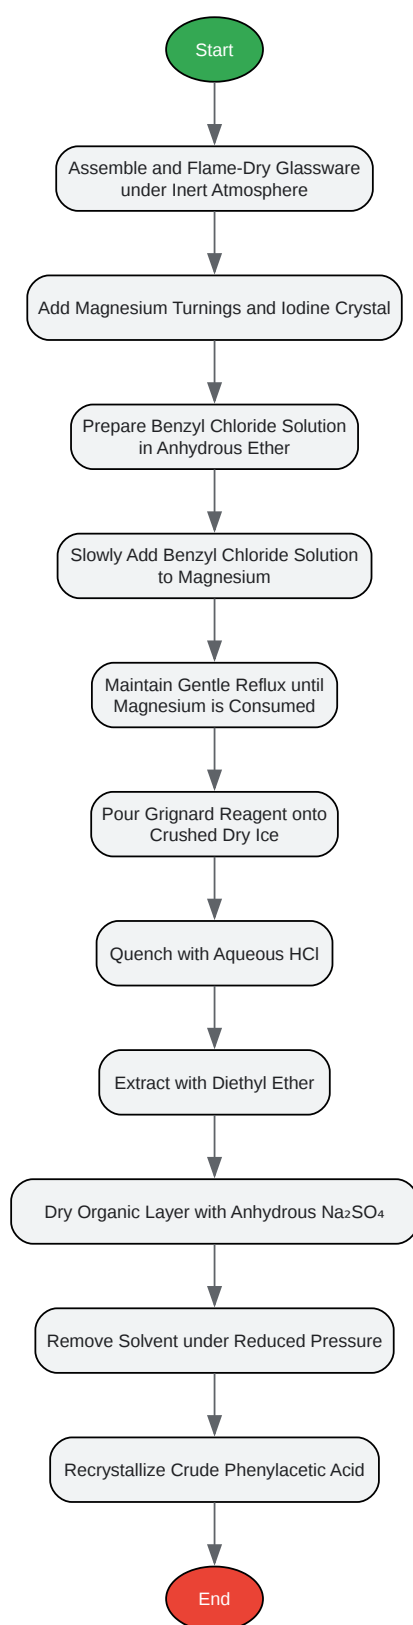 Start
Assemble and Flame-Dry Glassware
under Inert Atmosphere
Add Magnesium Turnings and Iodine Crystal
Prepare Benzyl Chloride Solution
in Anhydrous Ether
Slowly Add Benzyl Chloride Solution
to Magnesium
Maintain Gentle Reflux until
Magnesium is Consumed
Pour Grignard Reagent onto
Crushed Dry Ice
Quench with Aqueous HCl
Extract with Diethyl Ether
Dry Organic Layer with Anhydrous Na₂SO₄
Remove Solvent under Reduced Pressure
Recrystallize Crude Phenylacetic Acid
End